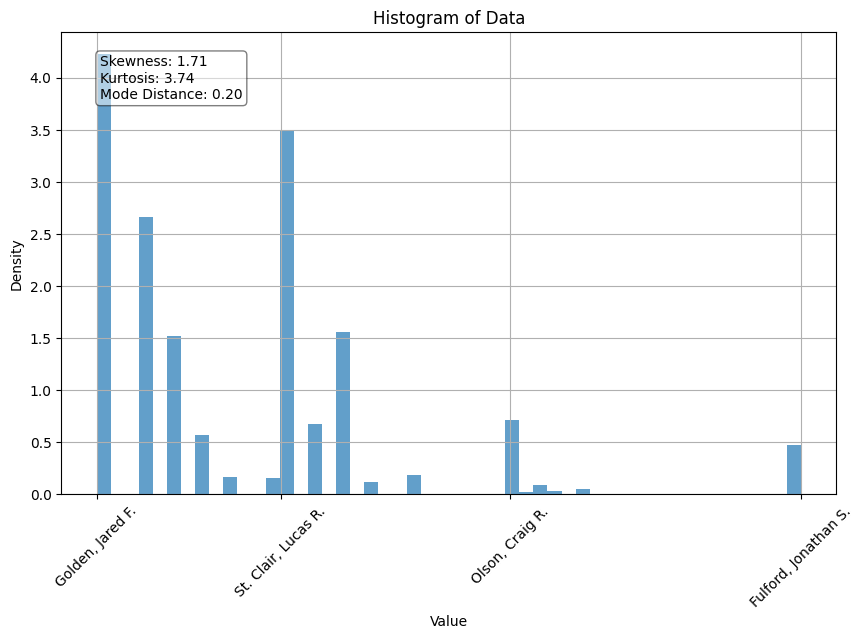 Histogram of Data
Skewness: 1.71
Kurtosis: 3.74
Mode Distance: 0.20
Density
4.0
3.5
3.0
2.5
2.0
1.5
1.0
0.5
0.0
Golden, Jared F.
St. Clair, Lucas R.
Olson, Craig R.
Fulford, Jonathan S.
Value